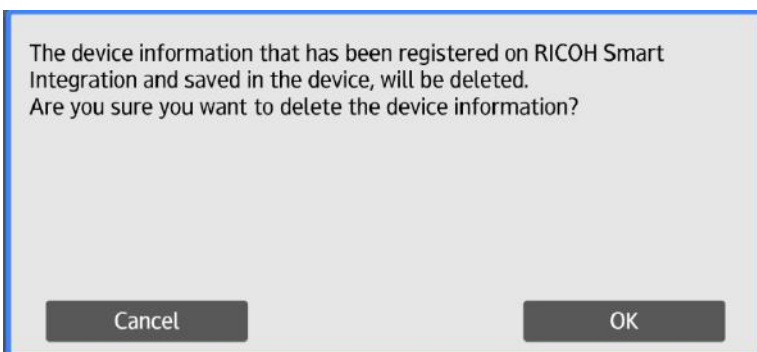 The device information that has been registered on RICOH Smart
Integration and saved in the device, will be deleted.
Are you sure you want to delete the device information?
Cancel
OK